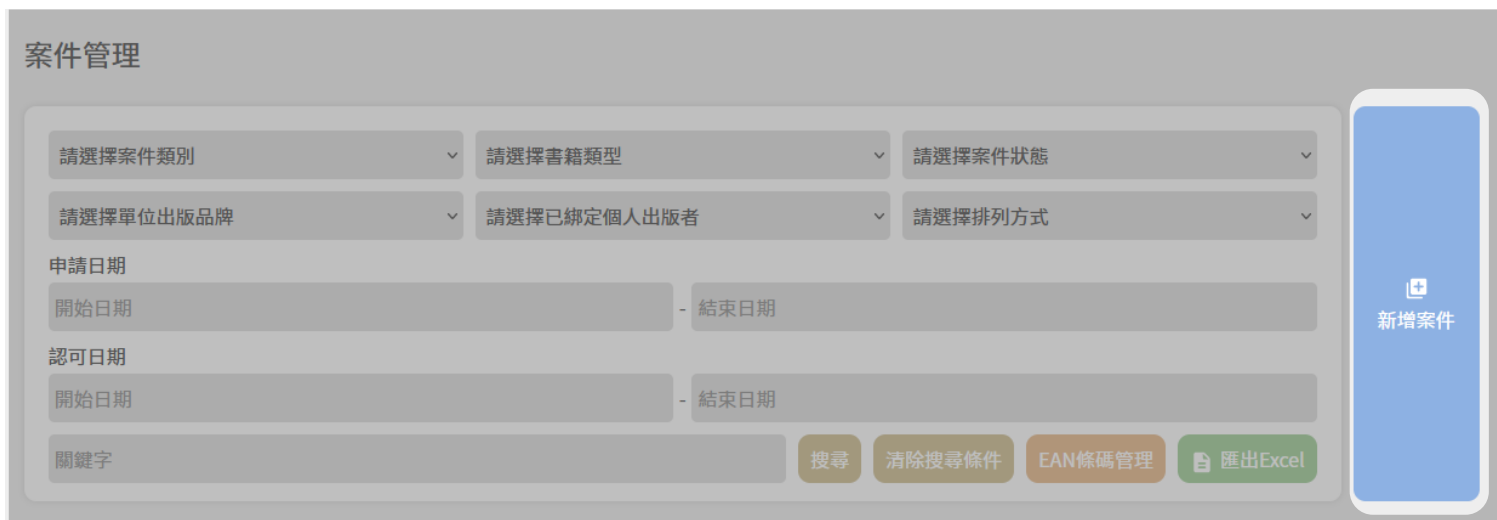 案件管理
請選擇案件類別 請選擇書籍類型 請選擇案件狀態
請選擇單位出版品牌 請選擇已綁定個人出版者 請選擇排列方式
申請日期
開始日期 - 結束日期
認可日期
開始日期 - 結束日期
關鍵字 搜尋 清除搜尋條件 EAN條碼管理 匯出Excel
新增案件